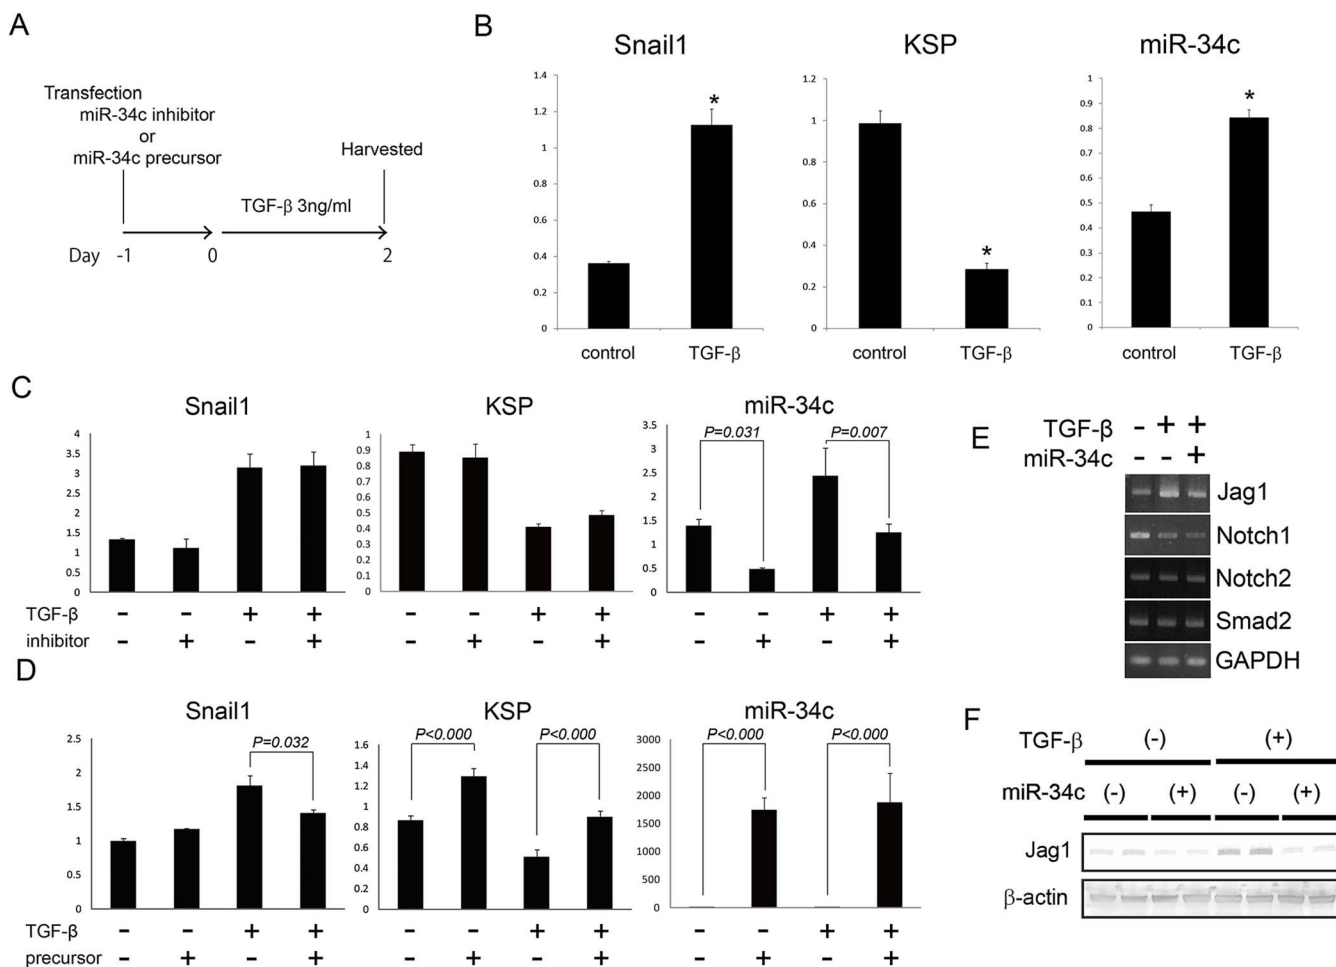 A
Transfection
miR-34c inhibitor
or
miR-34c precursor
Harvested
TGF-β 3ng/ml
Day -1 0 2
B
Snail1 KSP miR-34c
1.4
1.2
1
0.8
0.6
0.4
0.2
0
*
control TGF-β
1.2
1
0.8
0.6
0.4
0.2
0
*
control TGF-β
1
0.9
0.8
0.7
0.6
0.5
0.4
0.3
0.2
0.1
0
*
control TGF-β
C
Snail1 KSP miR-34c
4
3.5
3
2.5
2
1.5
1
0.5
0
1
0.9
0.8
0.7
0.6
0.5
0.4
0.3
0.2
0.1
0
3.5
3
2.5
2
1.5
1
0.5
0
P=0.031 P=0.007
TGF-β - - + + - - + + - - + +
inhibitor - + - + - + - + - + - +
D
Snail1 KSP miR-34c
2.5
2
1.5
1
0.5
0
P=0.032
1.6
1.4
1.2
1
0.8
0.6
0.4
0.2
0
P<0.000 P<0.000
3000
2500
2000
1500
1000
500
0
P<0.000 P<0.000
TGF-β - - + + - - + + - - + +
precursor - + - + - + - + - + - +
E
TGF-β - + +
miR-34c - - +
Jag1
Notch1
Notch2
Smad2
GAPDH
F
TGF-β (-) (+)
miR-34c (-) (+) (-) (+)
Jag1
β-actin